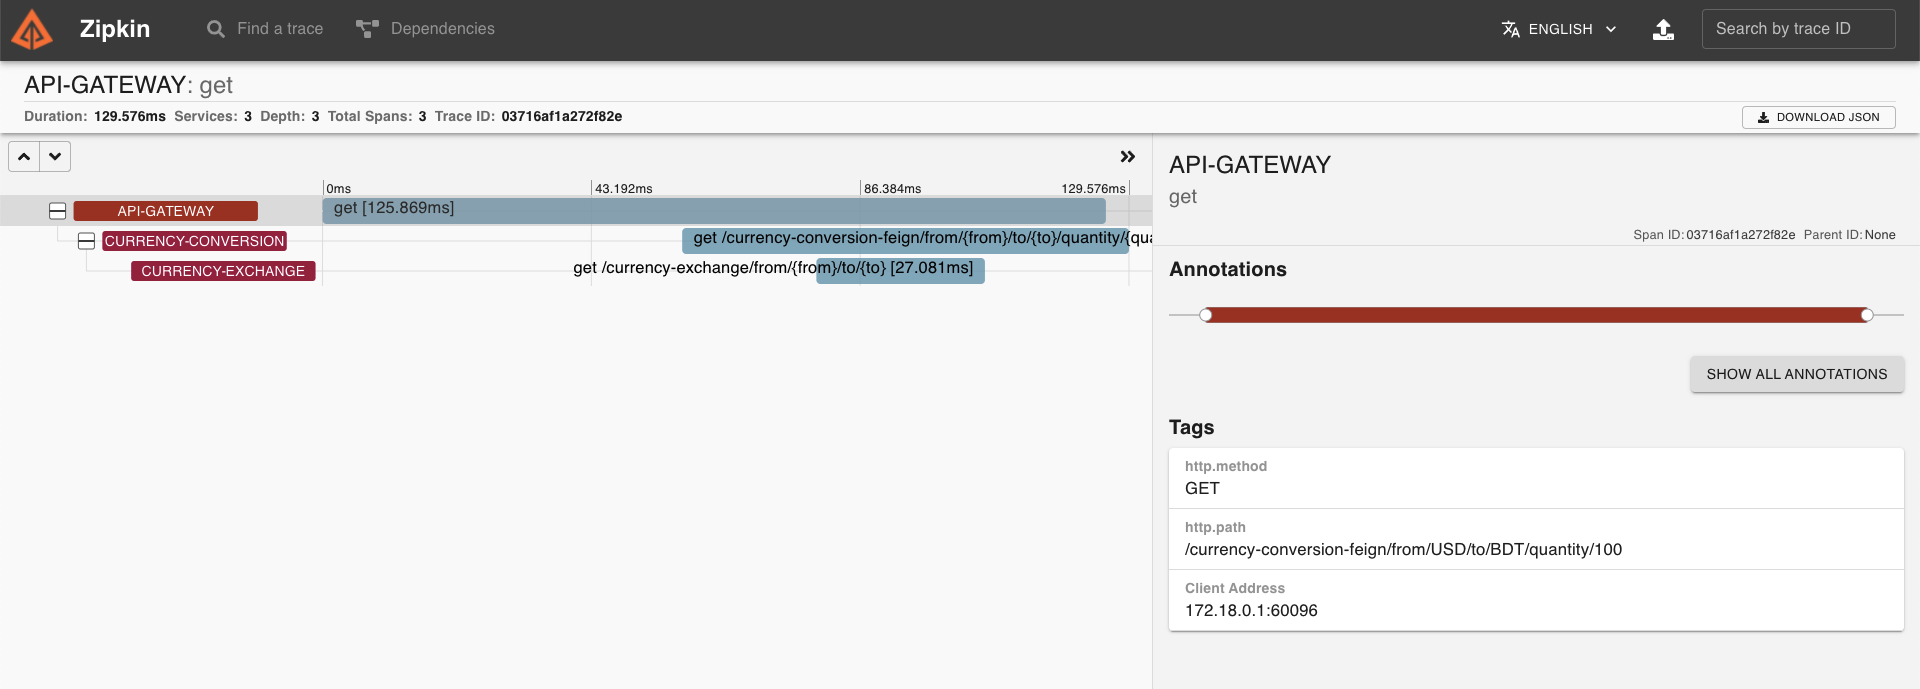 Zipkin
Find a trace
Dependencies
ENGLISH
Search by trace ID
API-GATEWAY: get
Duration: 129.576ms Services: 3 Depth: 3 Total Spans: 3 Trace ID: 03716af1a272f82e
DOWNLOAD JSON
0ms 43.192ms 86.384ms 129.576ms
API-GATEWAY get [125.869ms]
CURRENCY-CONVERSION get /currency-conversion-feign/from/{from}/to/{to}/quantity/{qua
CURRENCY-EXCHANGE get /currency-exchange/from/{from}/to/{to} [27.081ms]
API-GATEWAY
get
Span ID: 03716af1a272f82e Parent ID: None
Annotations
SHOW ALL ANNOTATIONS
Tags
http.method
GET
http.path
/currency-conversion-feign/from/USD/to/BDT/quantity/100
Client Address
172.18.0.1:60096